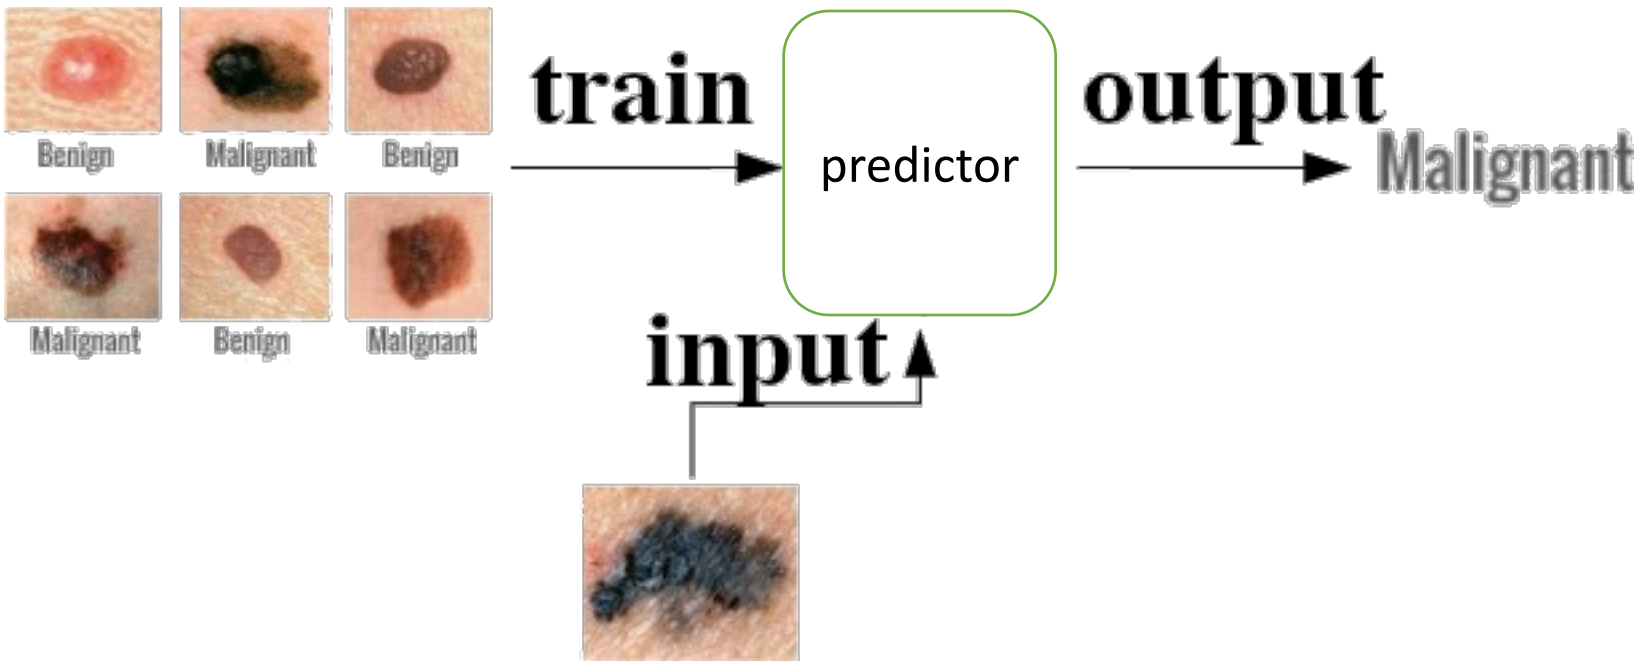 Benign
Malignant
Benign
Malignant
Benign
Malignant
train
predictor
output
Malignant
input